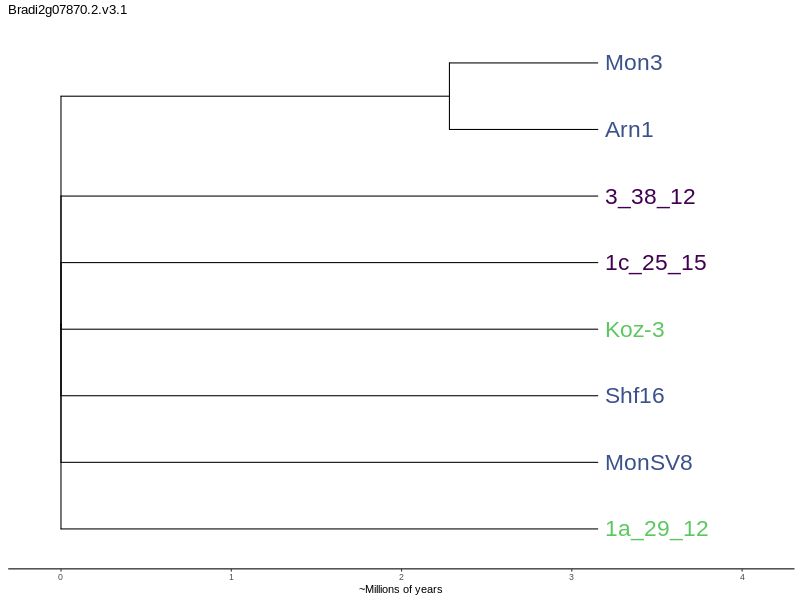 Bradi2g07870.2.v3.1
Mon3
Arn1
3_38_12
1c_25_15
Koz-3
Shf16
MonSV8
1a_29_12
0 1 2 3 4
~Millions of years